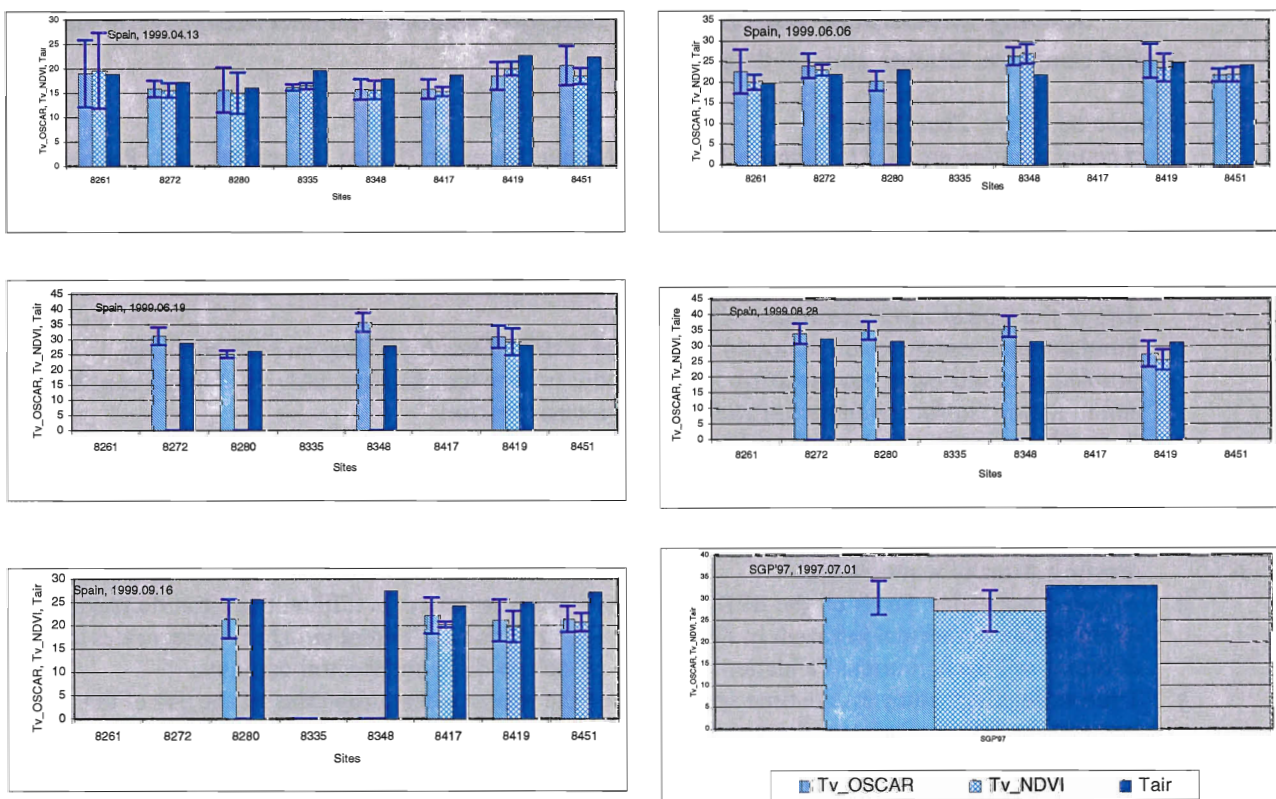 Spain, 1999.04.13
Tv_OSCAR, Tv_NDVI, Tair
30
25
20
15
10
5
0
8261 8272 8280 8335 8348 8417 8419 8451
Sites
Spain, 1999.06.06
Tv_OSCAR, Tv_NDVI, Tair
35
30
25
20
15
10
5
0
8261 8272 8280 8335 8348 8417 8419 8451
Sites
Spain, 1999.06.19
Tv_OSCAR, Tv_NDVI, Tair
45
40
35
30
25
20
15
10
5
0
8261 8272 8280 8335 8348 8417 8419 8451
Sites
Spain, 1999.08.28
Tv_OSCAR, Tv_NDVI, Taire
45
40
35
30
25
20
15
10
5
0
8261 8272 8280 8335 8348 8417 8419 8451
Sites
Spain, 1999.09.16
Tv_OSCAR, Tv_NDVI, Tair
30
25
20
15
10
5
0
8261 8272 8280 8335 8348 8417 8419 8451
Sites
SGP'97, 1997.07.01
Tv_OSCAR, Tv_NDVI, Tair
40
35
30
25
20
15
10
5
0
SGP'97
Tv_OSCAR Tv_NDVI Tair